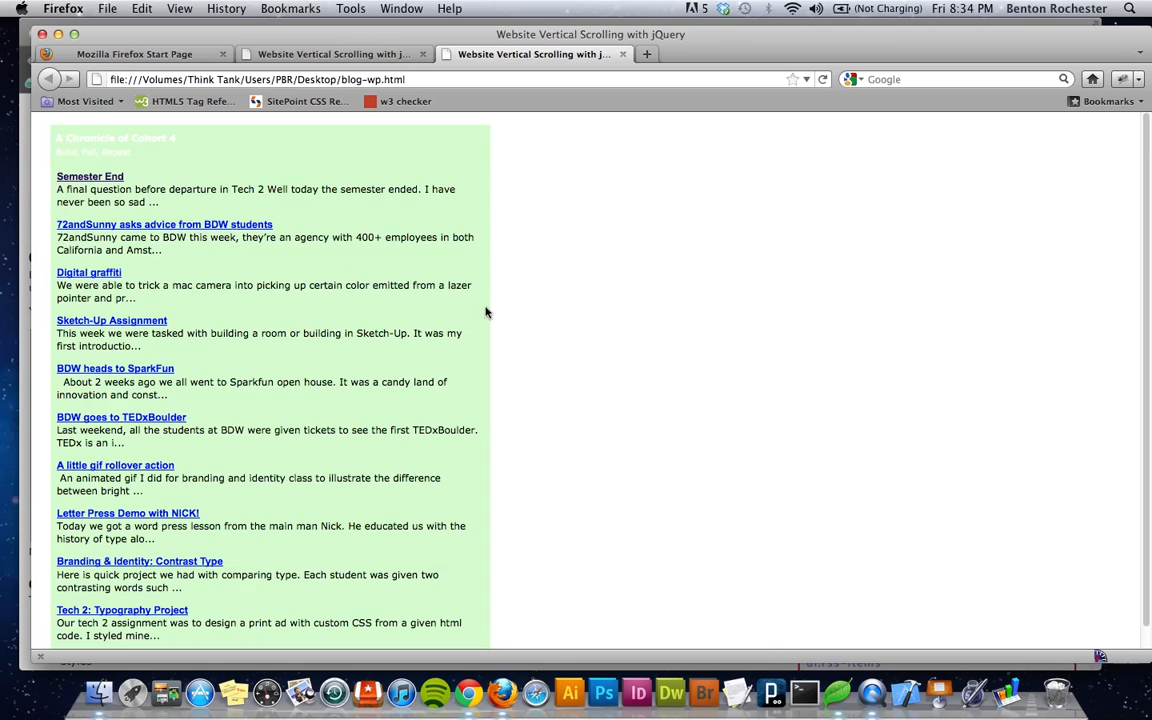 Firefox File Edit View History Bookmarks Tools Window Help 5 (Not Charging) Fri 8:34 PM Benton Rochester
Website Vertical Scrolling with jQuery
Mozilla Firefox Start Page Website Vertical Scrolling with j... Website Vertical Scrolling with j...
file:///Volumes/Think Tank/Users/PBR/Desktop/blog-wp.html Google
Most Visited HTML5 Tag Refe... SitePoint CSS Re... w3 checker Bookmarks
A Chronicle of Cohort 4
Build, Fail, Repeat
Semester End
A final question before departure in Tech 2 Well today the semester ended. I have
never been so sad ...
72andSunny asks advice from BDW students
72andSunny came to BDW this week, they're an agency with 400+ employees in both
California and Amst...
Digital graffiti
We were able to trick a mac camera into picking up certain color emitted from a lazer
pointer and pr...
Sketch-Up Assignment
This week we were tasked with building a room or building in Sketch-Up. It was my
first introductio...
BDW heads to SparkFun
About 2 weeks ago we all went to Sparkfun open house. It was a candy land of
innovation and const...
BDW goes to TEDxBoulder
Last weekend, all the students at BDW were given tickets to see the first TEDxBoulder.
TEDx is an i...
A little gif rollover action
An animated gif I did for branding and identity class to illustrate the difference
between bright ...
Letter Press Demo with NICK!
Today we got a word press lesson from the main man Nick. He educated us with the
history of type alo...
Branding & Identity: Contrast Type
Here is quick project we had with comparing type. Each student was given two
contrasting words such ...
Tech 2: Typography Project
Our tech 2 assignment was to design a print ad with custom CSS from a given html
code. I styled mine...
Ai Ps Id Dw Br